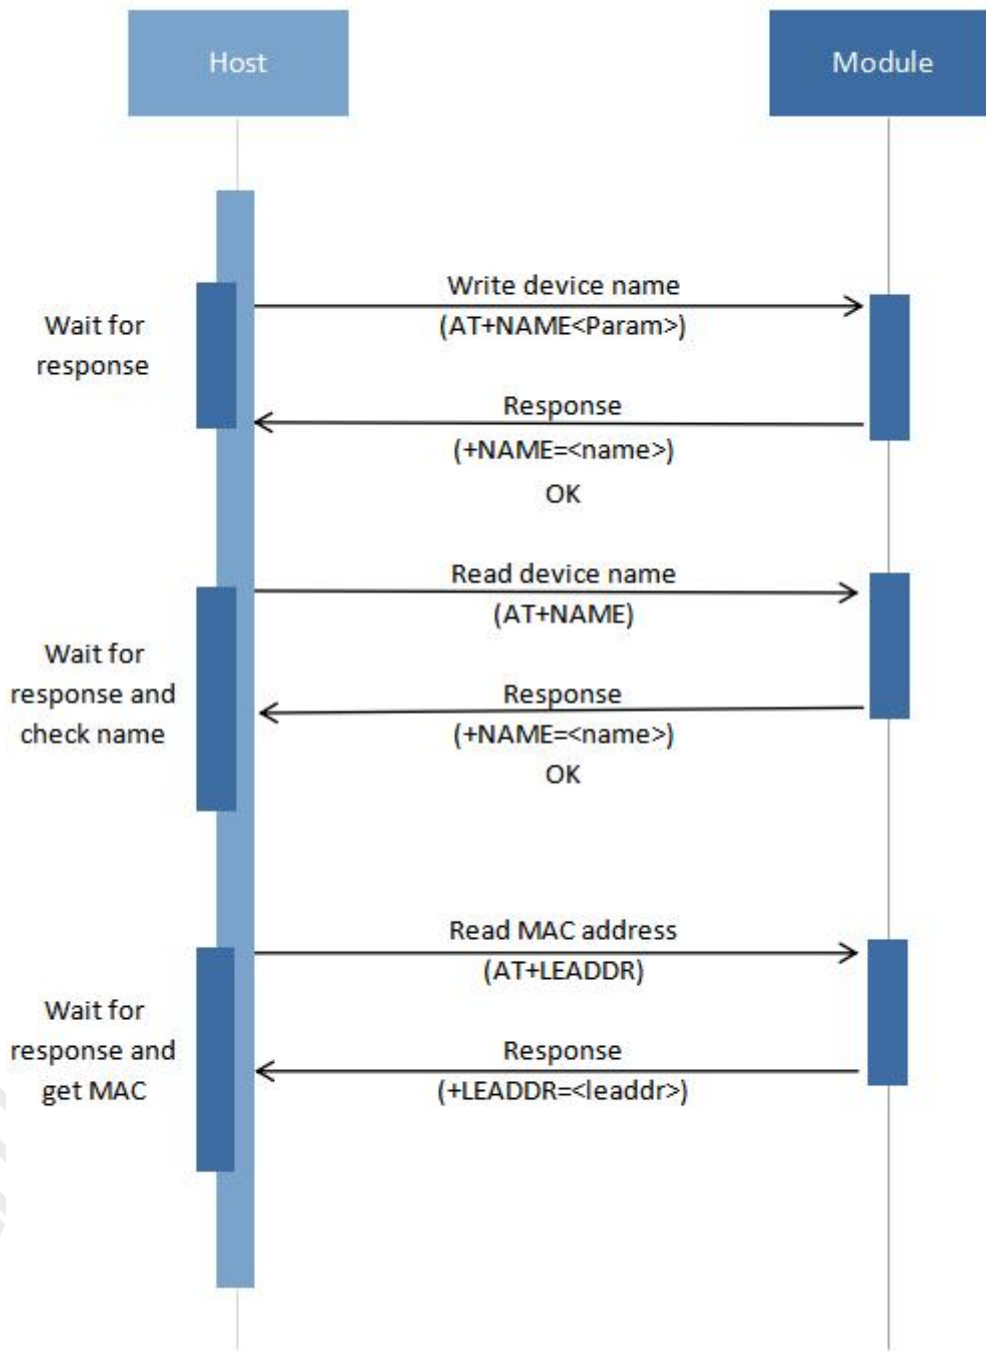 Host
Module
Write device name
(AT+NAME<Param>)
Wait for
response
Response
(+NAME=<name>)
OK
Read device name
(AT+NAME)
Wait for
response and
check name
Response
(+NAME=<name>)
OK
Read MAC address
(AT+LEADDR)
Wait for
response and
get MAC
Response
(+LEADDR=<leaddr>)